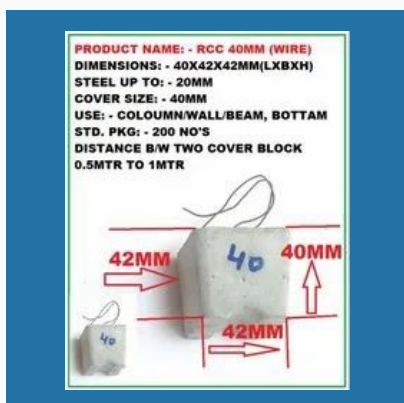 PRODUCT NAME: - RCC 40MM (WIRE)
DIMENSIONS: - 40X42X42MM(LXBXH)
STEEL UP TO: - 20MM
COVER SIZE: - 40MM
USE: - COLOUMN/WALL/BEAM, BOTTAM
STD. PKG: - 200 NO'S
DISTANCE B/W TWO COVER BLOCK
0.5MTR TO 1MTR
42MM
40
40MM
42MM
40